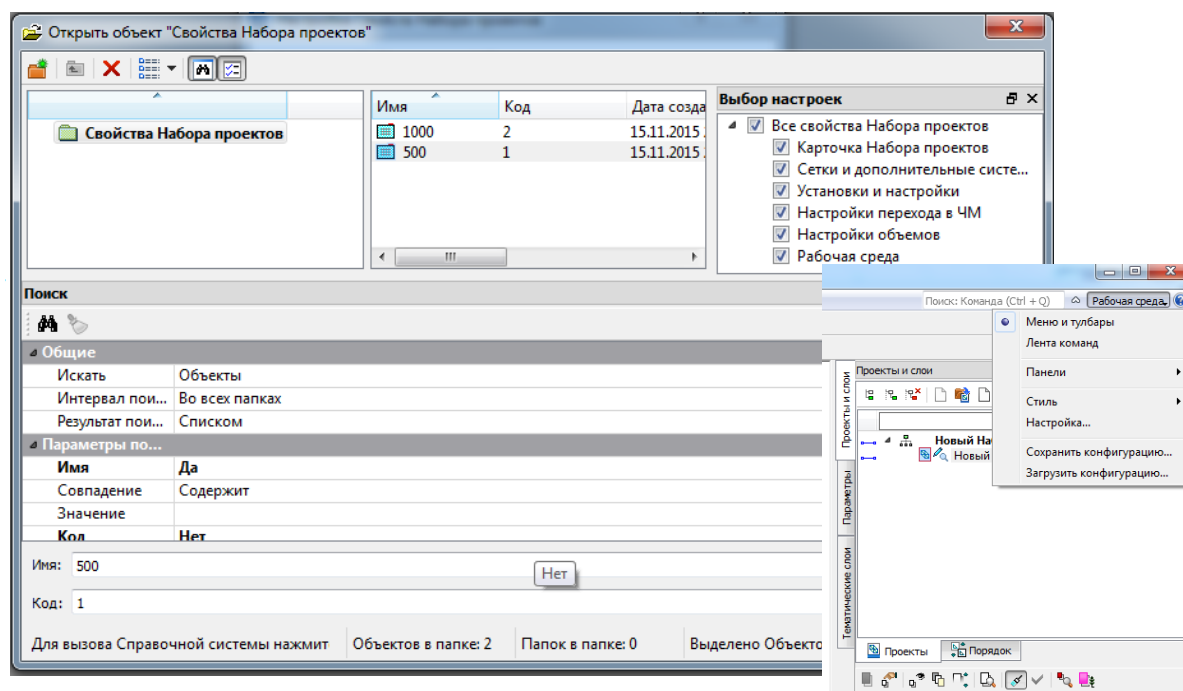 Открыть объект "Свойства Набора проектов"
Свойства Набора проектов
Имя Код Дата созда
1000 2 15.11.2015
500 1 15.11.2015
Выбор настроек
Все свойства Набора проектов
Карточка Набора проектов
Сетки и дополнительные систе...
Установки и настройки
Настройки перехода в ЧМ
Настройки объемов
Рабочая среда
Поиск
Общие
Искать Объекты
Интервал пои... Во всех папках
Результат пои... Списком
Параметры по...
Имя Да
Совпадение Содержит
Значение
Код Нет
Имя: 500
Нет
Код: 1
Для вызова Справочной системы нажмит Объектов в папке: 2 Папок в папке: 0 Выделено Объекто
Поиск: Команда (Ctrl + Q) Рабочая среда
Меню и тулбары
Лента команд
Панели
Стиль
Настройка...
Сохранить конфигурацию...
Загрузить конфигурацию...
Проекты и слои
Проекты и слои
Параметры
Тематические слои
Новый На
Новый
Проекты Порядок